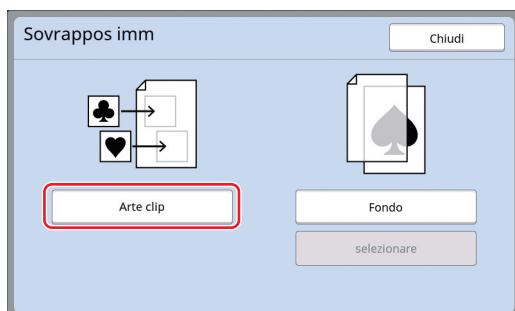 Sovrappos imm
Chiudi
Arte clip
Fondo
selezionare